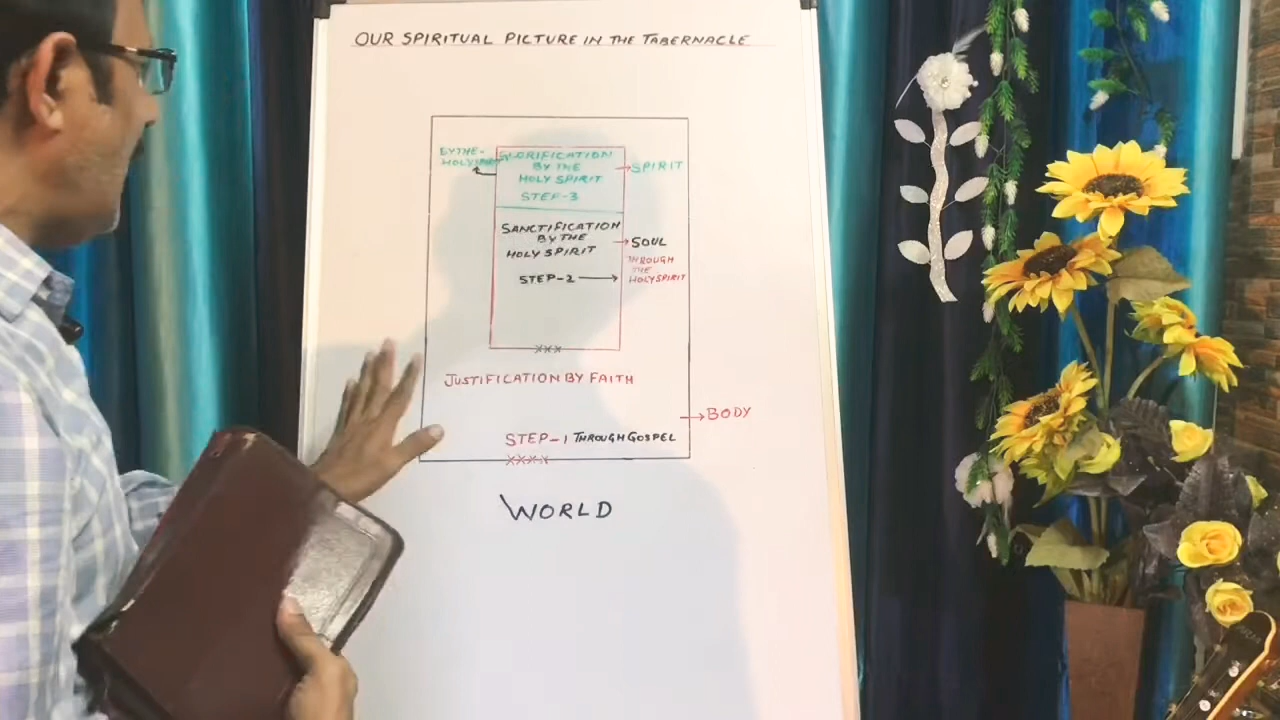 OUR SPIRITUAL PICTURE IN THE TABERNACLE
BY THE-
HOLY SPIRIT
GLORIFICATION
BY THE
HOLY SPIRIT
STEP-3
SPIRIT
SANCTIFICATION
BY THE
HOLY SPIRIT
SOUL
THROUGH
THE
HOLY SPIRIT
STEP-2
XXX
JUSTIFICATION BY FAITH
BODY
STEP-1 THROUGH GOSPEL
XXXX
WORLD